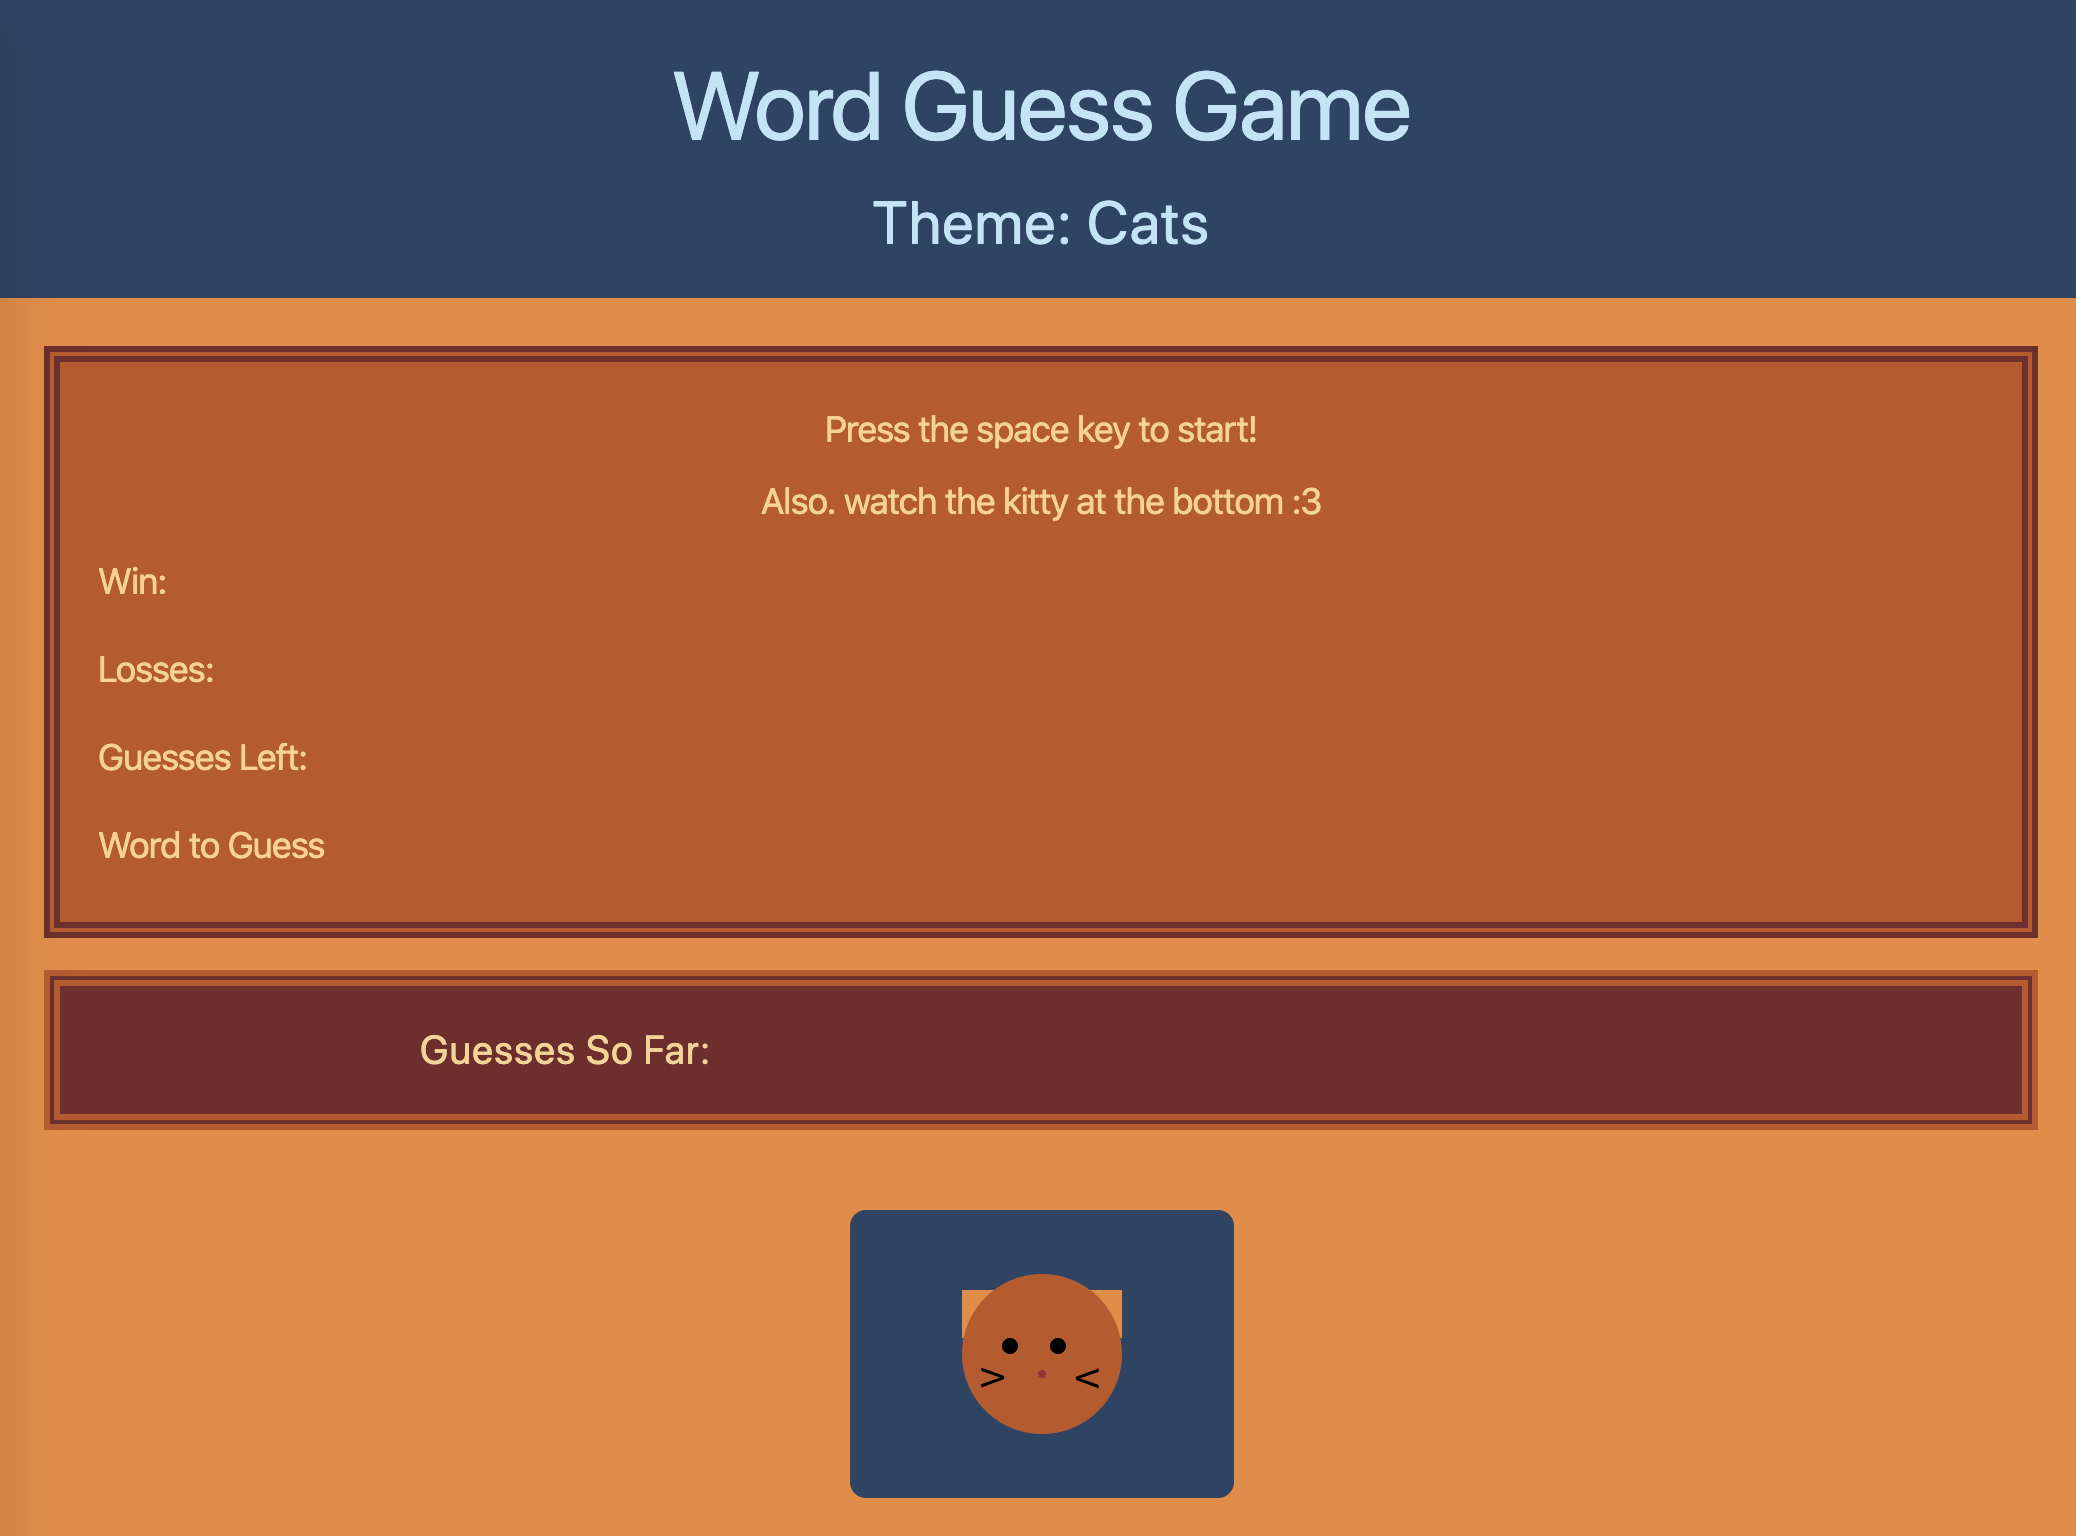 Word Guess Game
Theme: Cats
Press the space key to start!
Also. watch the kitty at the bottom :3
Win:
Losses:
Guesses Left:
Word to Guess
Guesses So Far:
> <